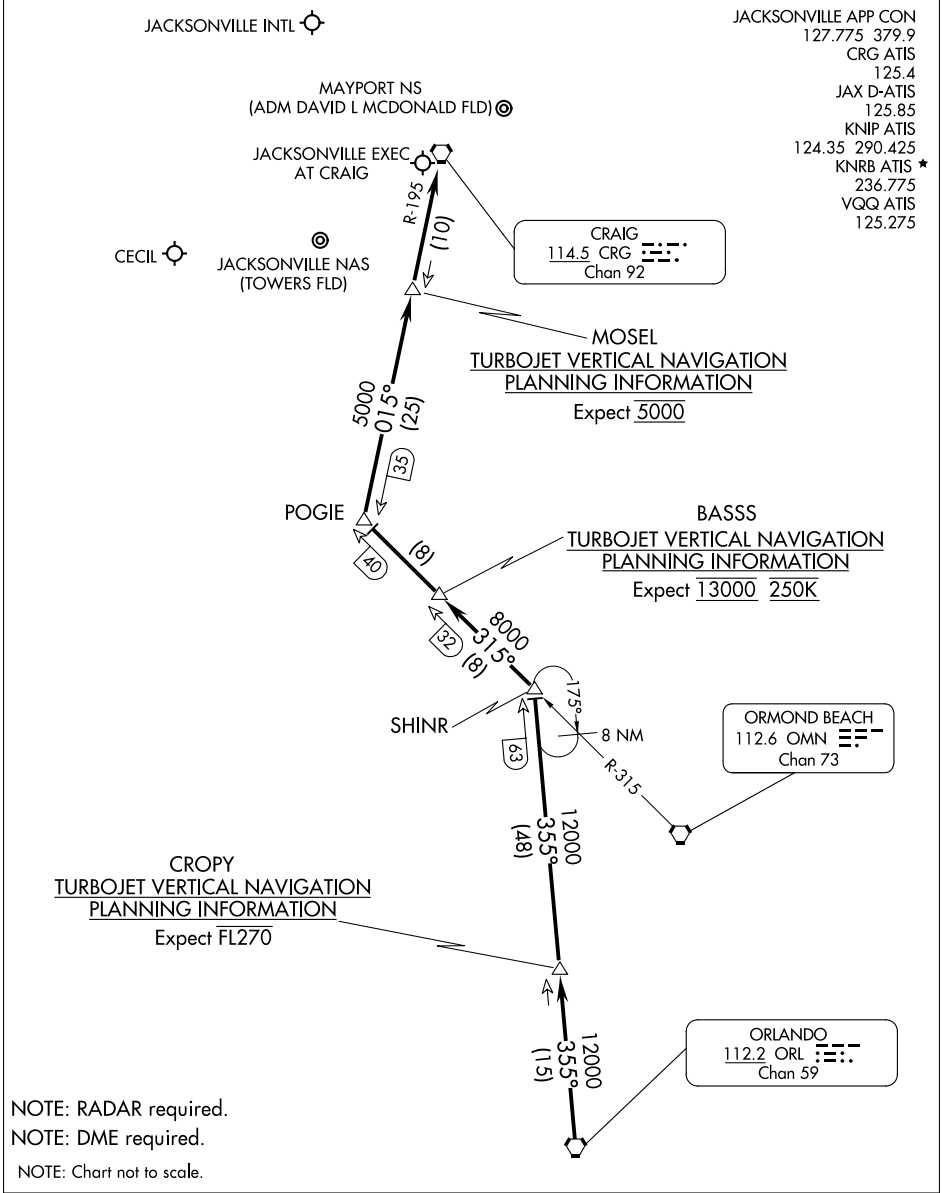 JACKSONVILLE INTL
JACKSONVILLE APP CON
127.775 379.9
CRG ATIS
125.4
JAX D-ATIS
125.85
KNIP ATIS
124.35 290.425
KNRB ATIS ★
236.775
VQQ ATIS
125.275
MAYPORT NS
(ADM DAVID L MCDONALD FLD)
JACKSONVILLE EXEC
AT CRAIG
R-195
(10)
CECIL
JACKSONVILLE NAS
(TOWERS FLD)
CRAIG
114.5 CRG
Chan 92
MOSEL
TURBOJET VERTICAL NAVIGATION
PLANNING INFORMATION
Expect 5000
5000
015°
(25)
35
POGIE
40
(8)
BASSS
TURBOJET VERTICAL NAVIGATION
PLANNING INFORMATION
Expect 13000 250K
32
8000
315°
(8)
SHINR
63
175°
8 NM
R-315
ORMOND BEACH
112.6 OMN
Chan 73
12000
355°
(48)
CROPY
TURBOJET VERTICAL NAVIGATION
PLANNING INFORMATION
Expect FL270
12000
355°
(15)
ORLANDO
112.2 ORL
Chan 59
NOTE: RADAR required.
NOTE: DME required.
NOTE: Chart not to scale.